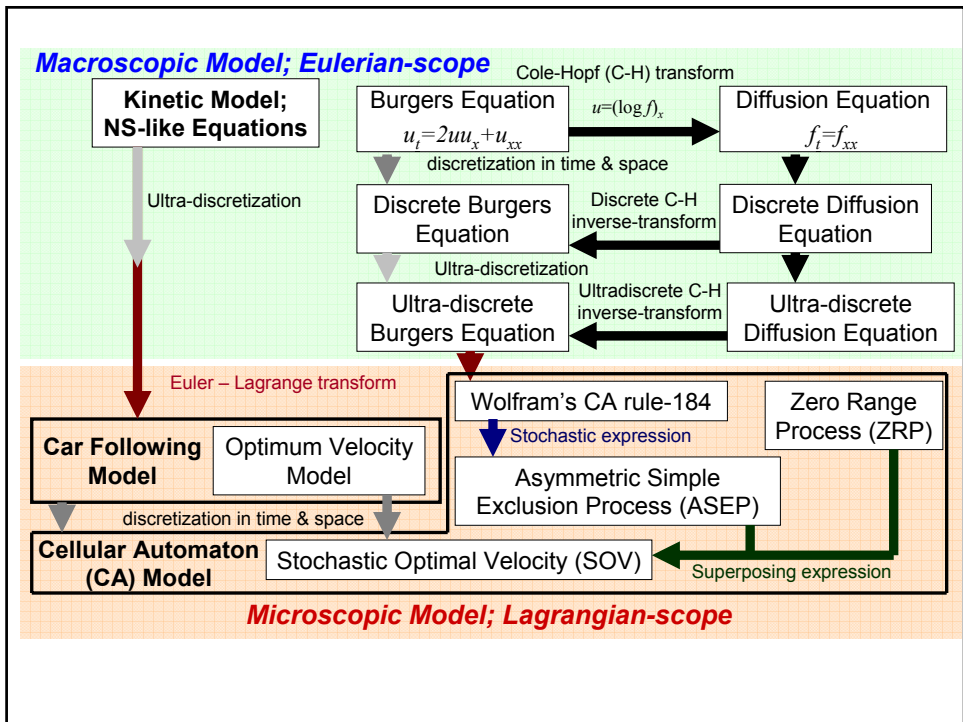 Macroscopic Model; Eulerian-scope
Cole-Hopf (C-H) transform
Kinetic Model;
NS-like Equations
Burgers Equation
u_t=2uu_x+u_xx
u=(log f)_x
Diffusion Equation
f_t=f_xx
discretization in time & space
Ultra-discretization
Discrete Burgers
Equation
Discrete C-H
inverse-transform
Discrete Diffusion
Equation
Ultra-discretization
Ultra-discrete
Burgers Equation
Ultradiscrete C-H
inverse-transform
Ultra-discrete
Diffusion Equation
Euler – Lagrange transform
Wolfram's CA rule-184
Zero Range
Process (ZRP)
Stochastic expression
Car Following
Model
Optimum Velocity
Model
Asymmetric Simple
Exclusion Process (ASEP)
discretization in time & space
Cellular Automaton
(CA) Model
Stochastic Optimal Velocity (SOV)
Superposing expression
Microscopic Model; Lagrangian-scope